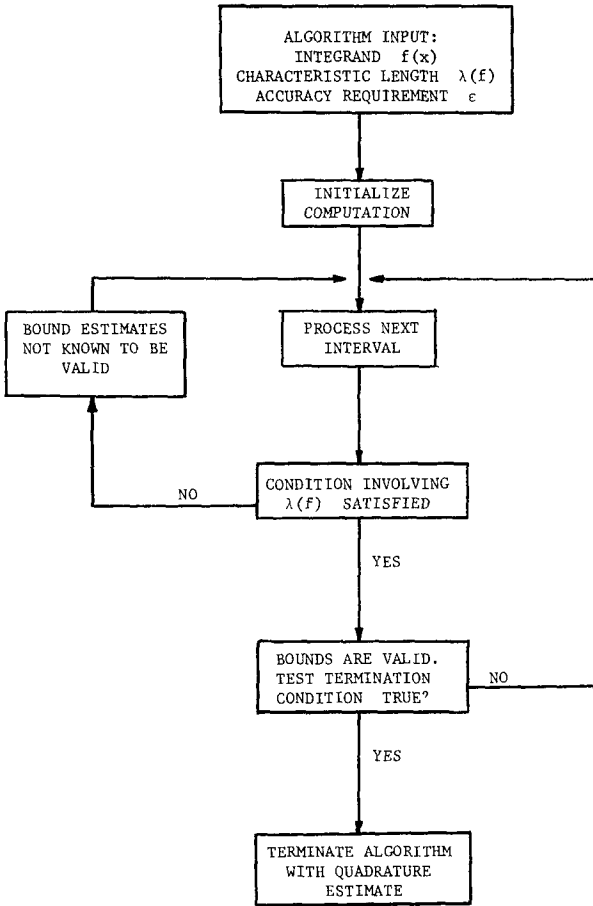 ALGORITHM INPUT:
INTEGRAND f(x)
CHARACTERISTIC LENGTH λ(f)
ACCURACY REQUIREMENT ε
INITIALIZE
COMPUTATION
BOUND ESTIMATES
NOT KNOWN TO BE
VALID
PROCESS NEXT
INTERVAL
NO
CONDITION INVOLVING
λ(f) SATISFIED
YES
BOUNDS ARE VALID.
TEST TERMINATION
CONDITION TRUE?
NO
YES
TERMINATE ALGORITHM
WITH QUADRATURE
ESTIMATE